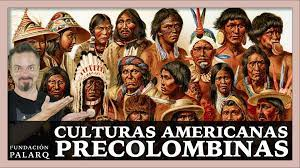 FUNDACIÓN
PALARQ
CULTURAS AMERICANAS
PRECOLOMBINAS